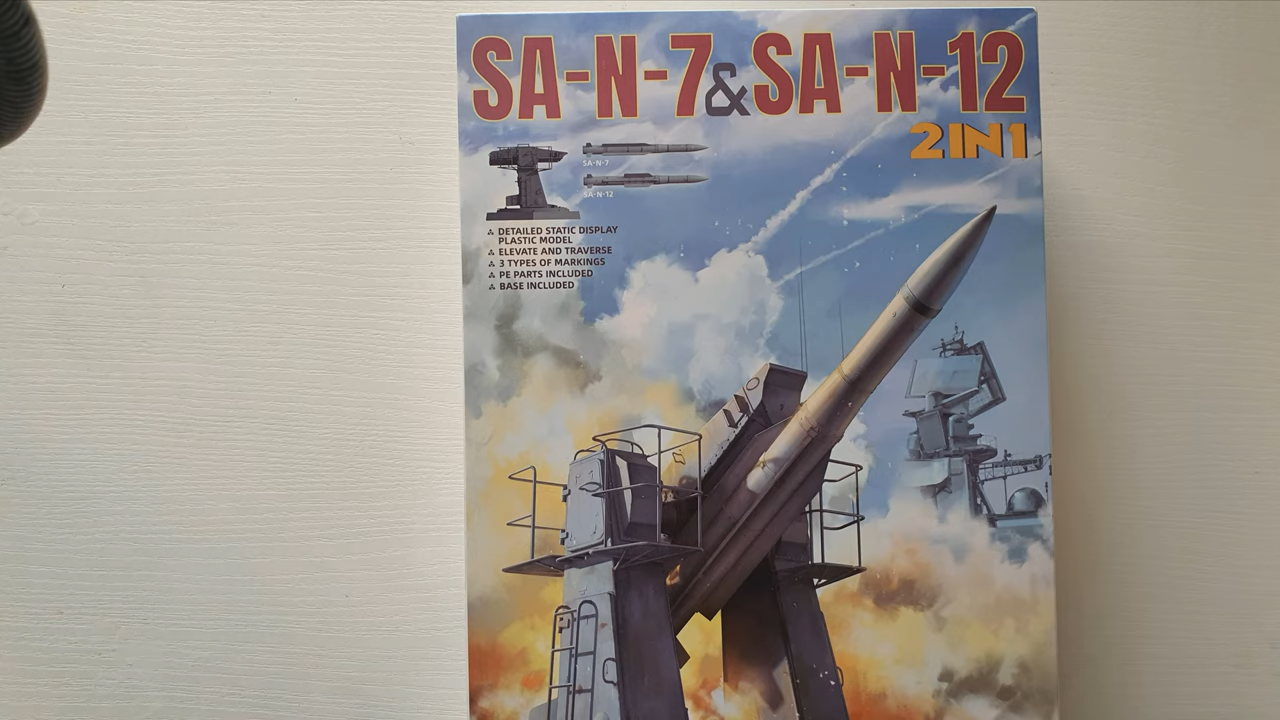 SA-N-7&SA-N-12
2IN1
SA-N-7
SA-N-12
DETAILED STATIC DISPLAY
PLASTIC MODEL
ELEVATE AND TRAVERSE
3 TYPES OF MARKINGS
PE PARTS INCLUDED
BASE INCLUDED